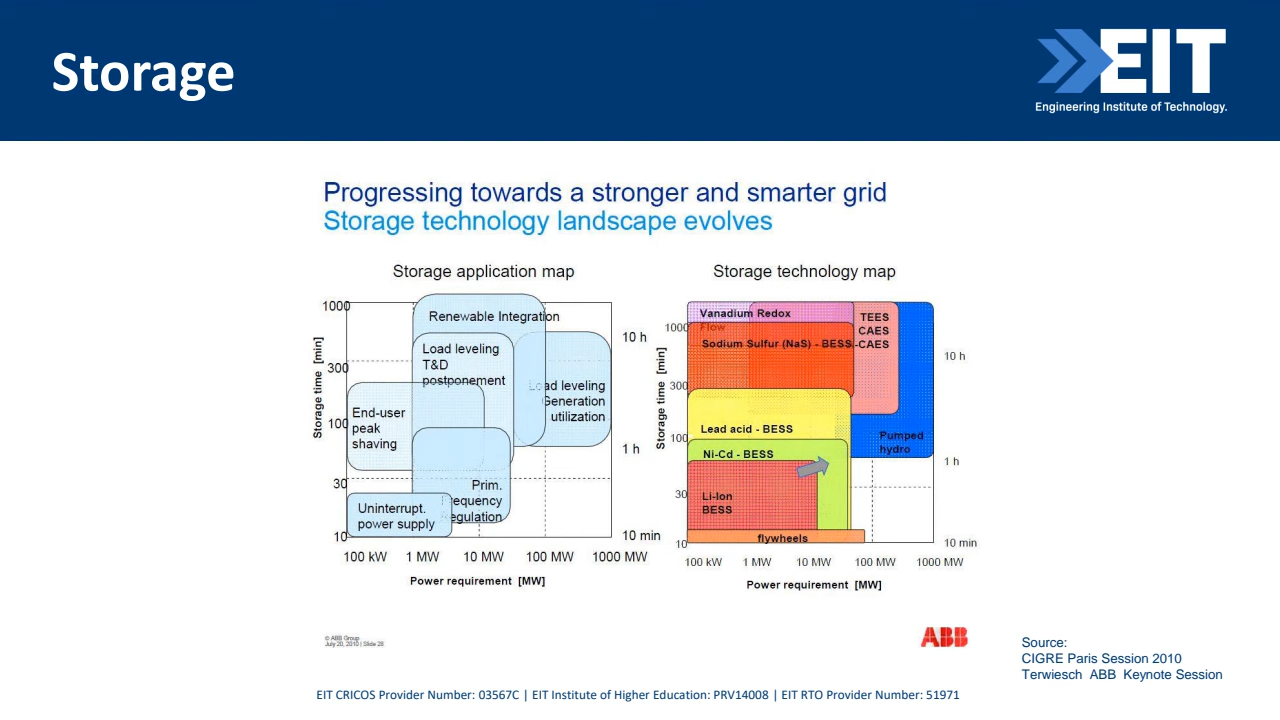 Storage
EIT
Engineering Institute of Technology.
Progressing towards a stronger and smarter grid
Storage technology landscape evolves
Storage application map
1000
300
100
30
10
Storage time [min]
Renewable Integration
Load leveling
T&D
postponement
Load leveling
Generation
utilization
End-user
peak
shaving
Prim.
requency
egulation
Uninterrupt.
power supply
10 h
1 h
10 min
100 kW 1 MW 10 MW 100 MW 1000 MW
Power requirement [MW]
Storage technology map
1000
300
100
30
10
Storage time [min]
Vanadium Redox
Flow
Sodium Sulfur (NaS) - BESS
TEES
CAES
-CAES
Lead acid - BESS
Pumped
hydro
Ni-Cd - BESS
Li-Ion
BESS
flywheels
10 h
1 h
10 min
100 kW 1 MW 10 MW 100 MW 1000 MW
Power requirement [MW]
© ABB Group
July 20, 2010 | Slide 28
ABB
Source:
CIGRE Paris Session 2010
Terwiesch ABB Keynote Session
EIT CRICOS Provider Number: 03567C | EIT Institute of Higher Education: PRV14008 | EIT RTO Provider Number: 51971